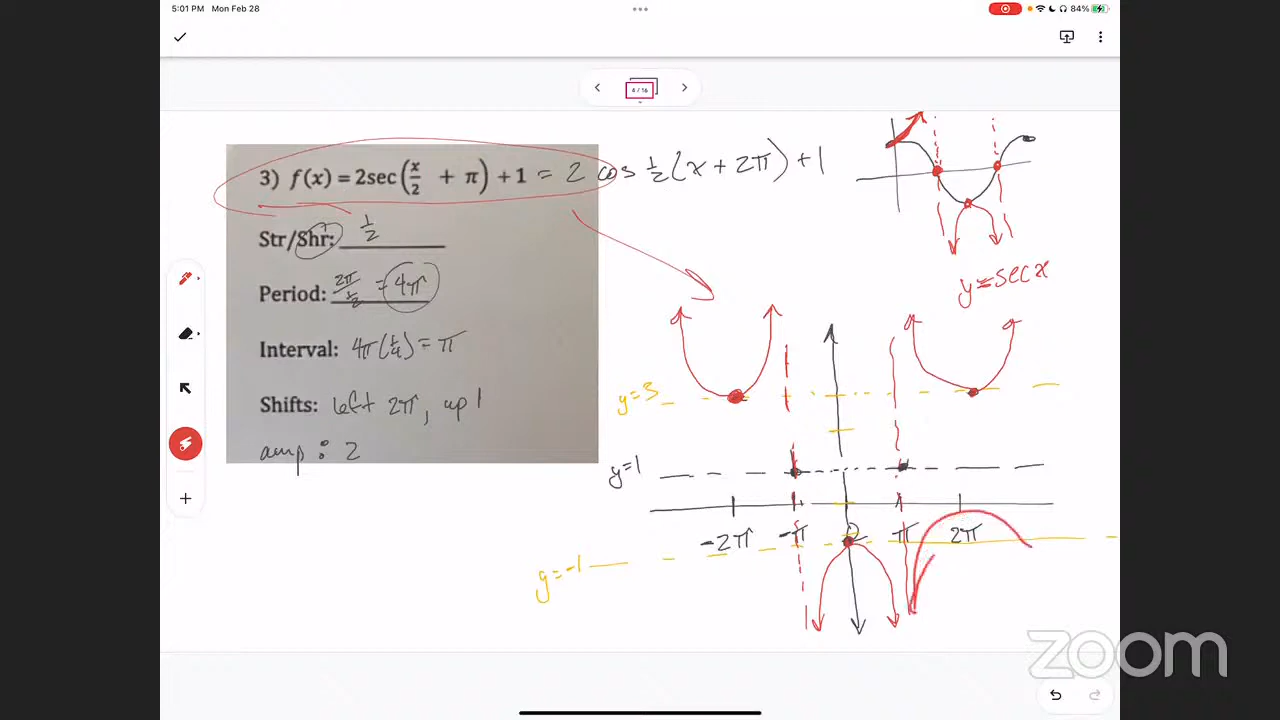 5:01 PM Mon Feb 28
84%
4 / 16
3) f(x) = 2sec(x/2 + π) + 1 = 2 cos ½(x + 2π) + 1
Str/Shr: ½
Period: 2π/½ = 4π
Interval: 4π(¼) = π
Shifts: left 2π, up 1
amp : 2
y = sec x
y = 3
y = 1
-2π -π π 2π
y = -1
zoom